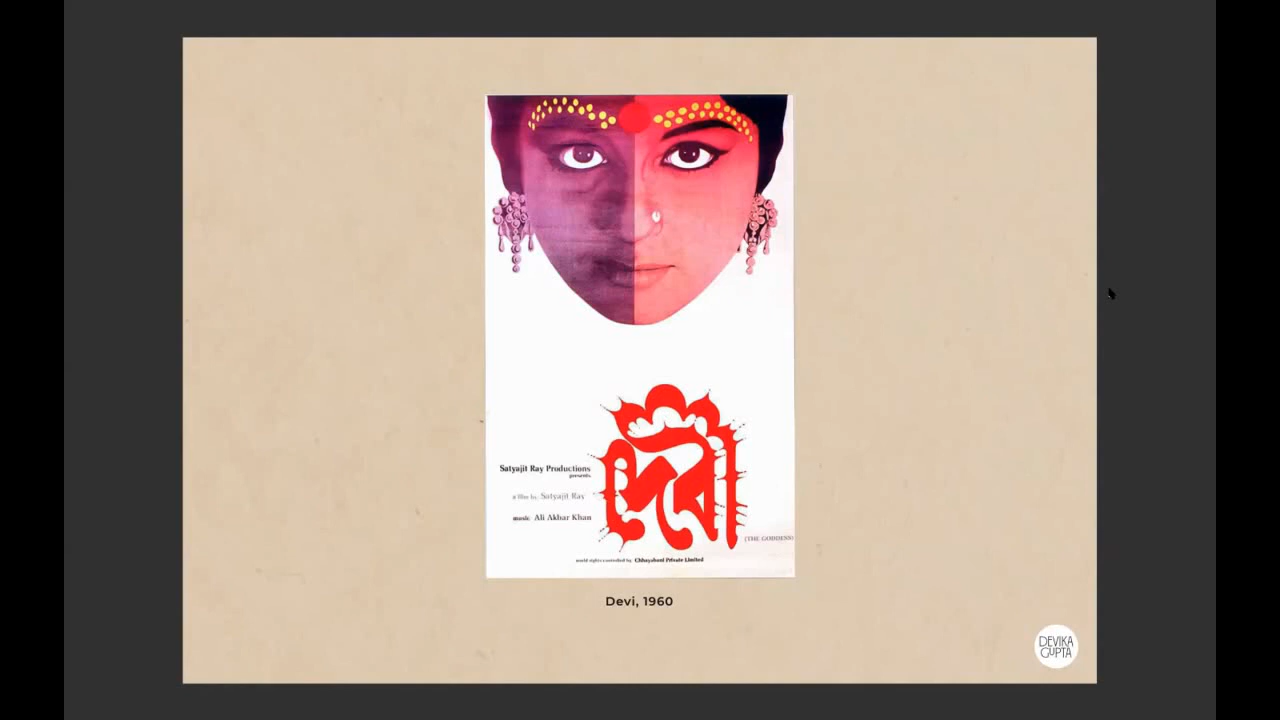 দেবী
Satyajit Ray Productions
presents
a film by Satyajit Ray
music Ali Akbar Khan
(THE GODDESS)
world rights controlled by Chhayabani Private Limited
Devi, 1960
DEVIKA
GUPTA